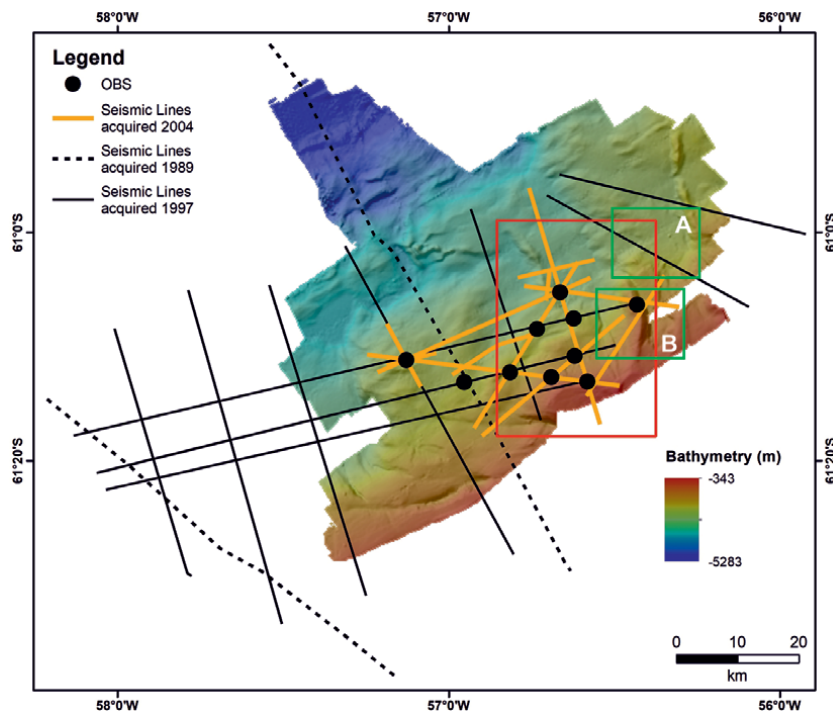 58°0'W 57°0'W 56°0'W
Legend
OBS
Seismic Lines
acquired 2004
Seismic Lines
acquired 1989
Seismic Lines
acquired 1997
61°0'S 61°0'S
A
B
61°20'S 61°20'S
Bathymetry (m)
-343
-5283
0 10 20
km
58°0'W 57°0'W 56°0'W